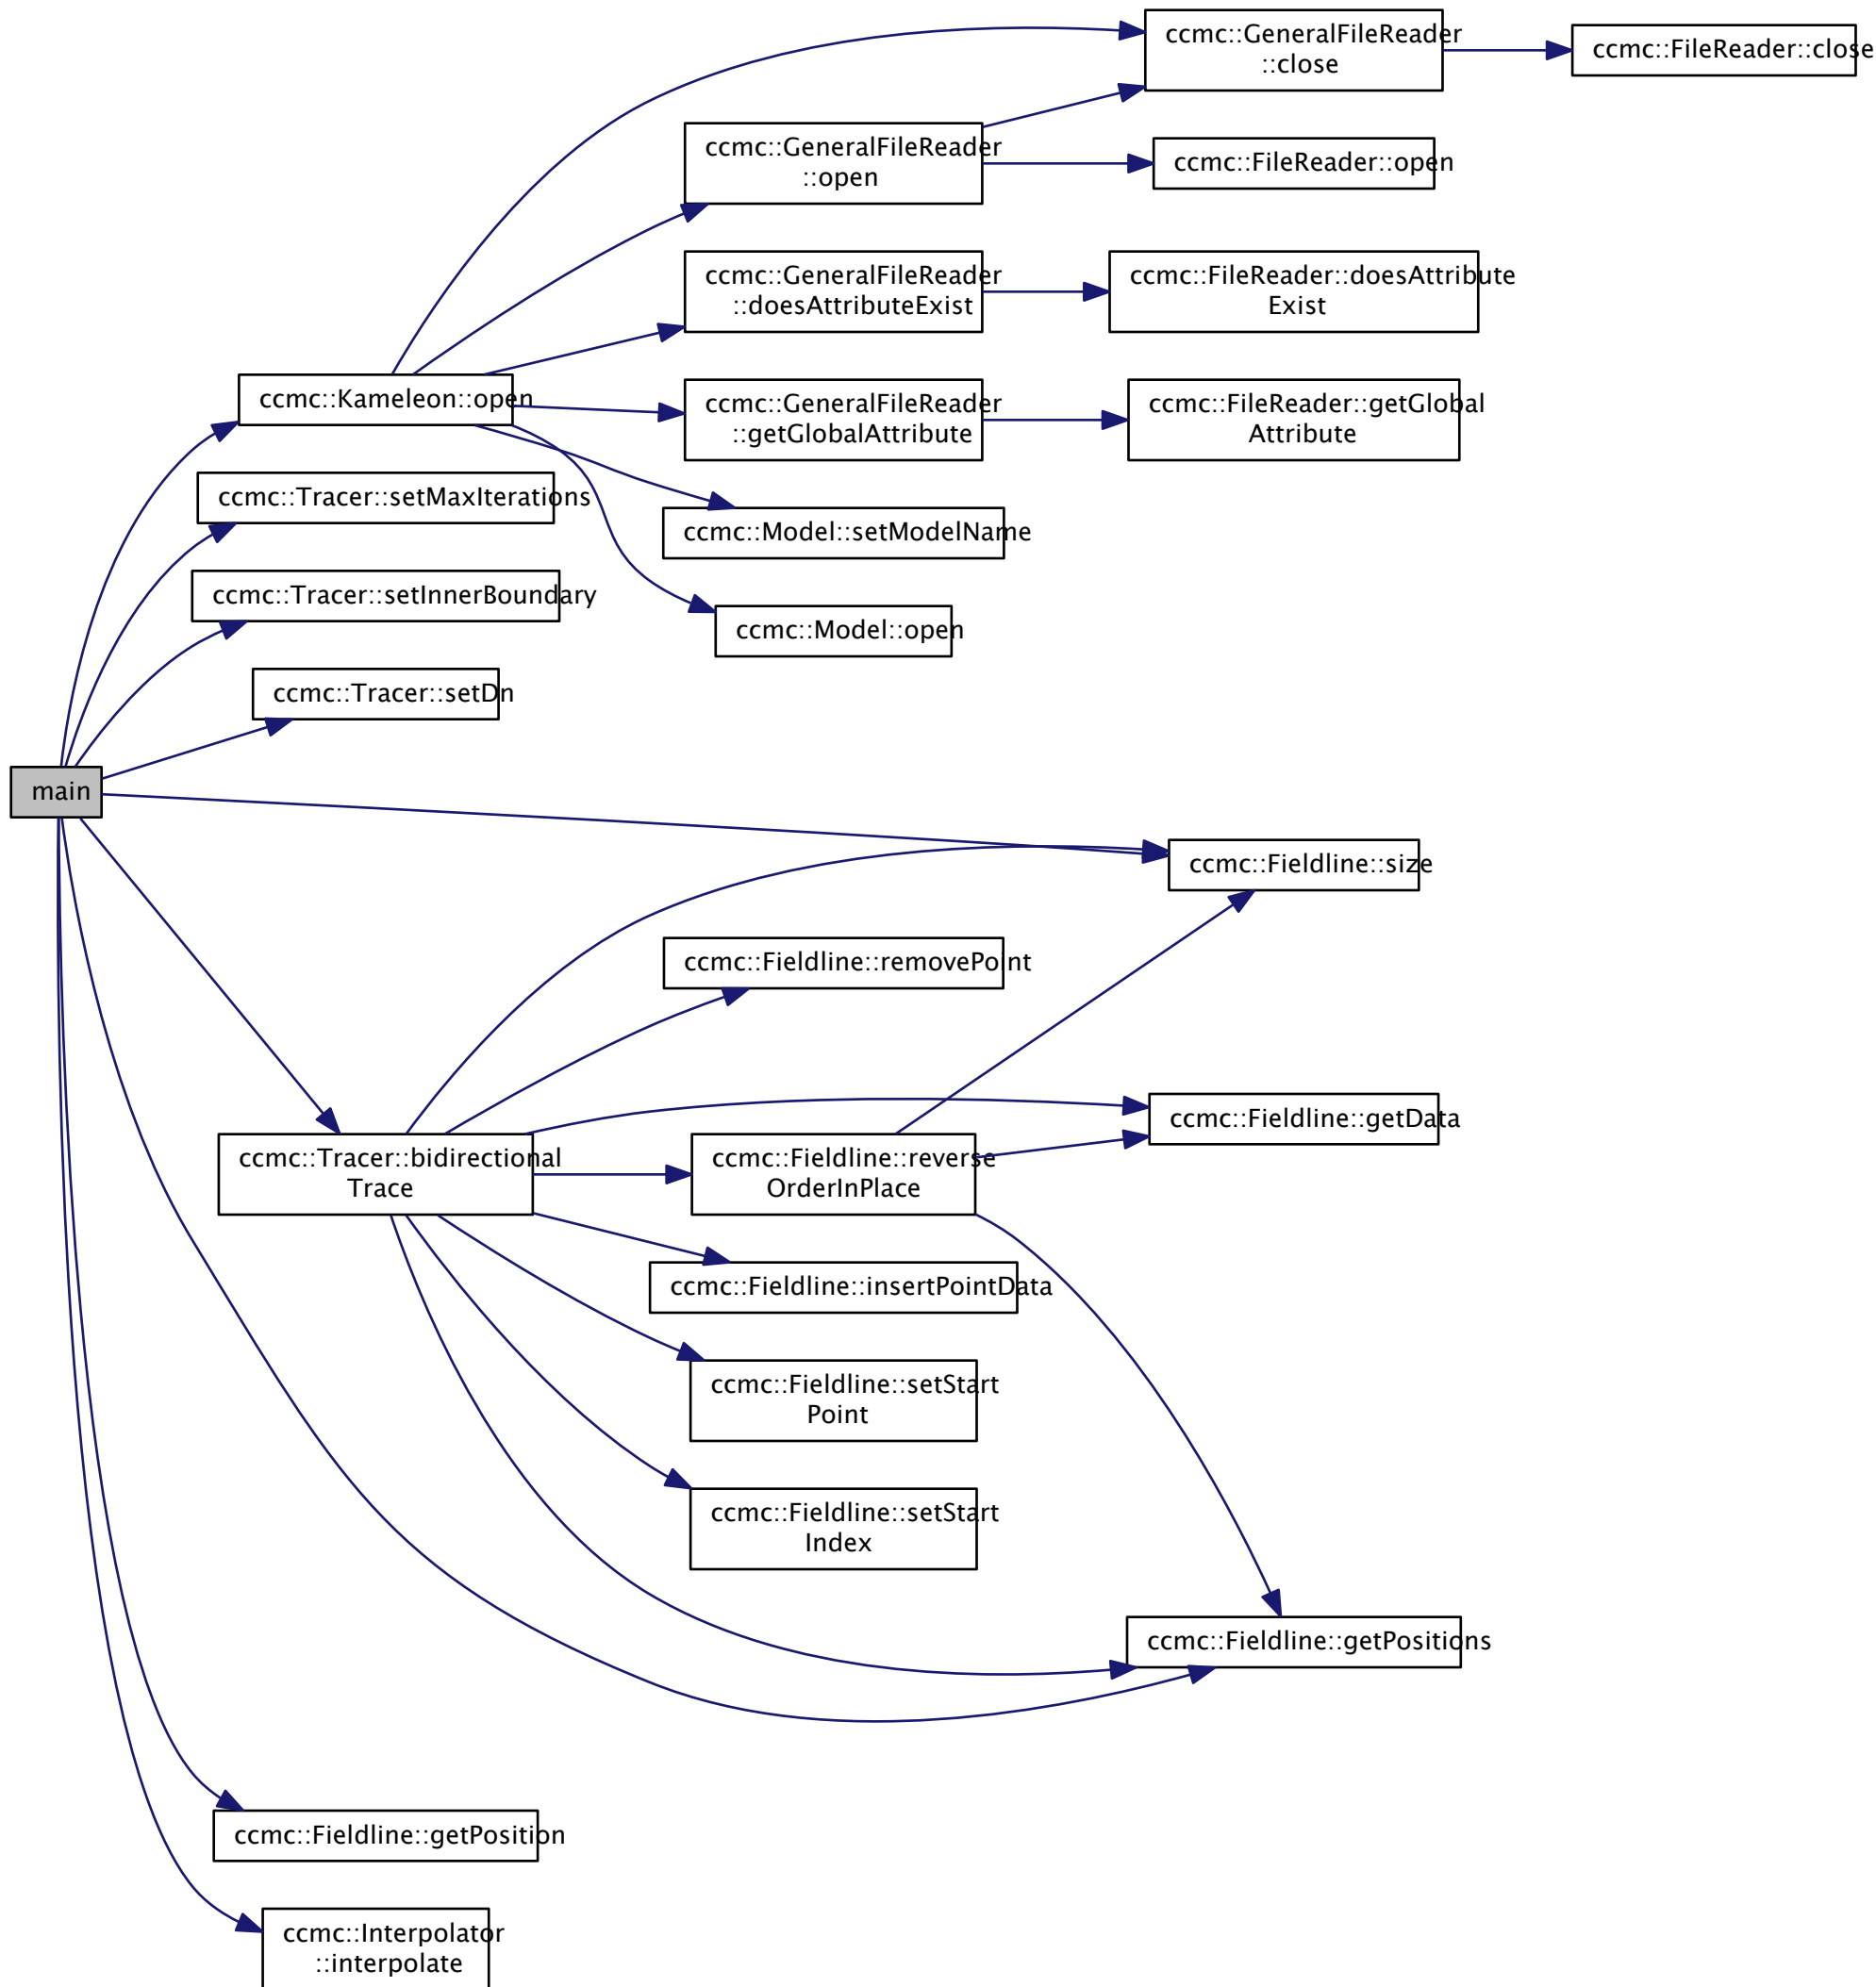 ccmc::GeneralFileReader
::close
ccmc::FileReader::close
ccmc::GeneralFileReader
::open
ccmc::FileReader::open
ccmc::GeneralFileReader
::doesAttributeExist
ccmc::FileReader::doesAttribute
Exist
ccmc::Kameleon::open
ccmc::GeneralFileReader
::getGlobalAttribute
ccmc::FileReader::getGlobal
Attribute
ccmc::Tracer::setMaxIterations
ccmc::Model::setModelName
ccmc::Tracer::setInnerBoundary
ccmc::Model::open
ccmc::Tracer::setDn
main
ccmc::Fieldline::size
ccmc::Fieldline::removePoint
ccmc::Fieldline::getData
ccmc::Tracer::bidirectional
Trace
ccmc::Fieldline::reverse
OrderInPlace
ccmc::Fieldline::insertPointData
ccmc::Fieldline::setStart
Point
ccmc::Fieldline::setStart
Index
ccmc::Fieldline::getPositions
ccmc::Fieldline::getPosition
ccmc::Interpolator
::interpolate